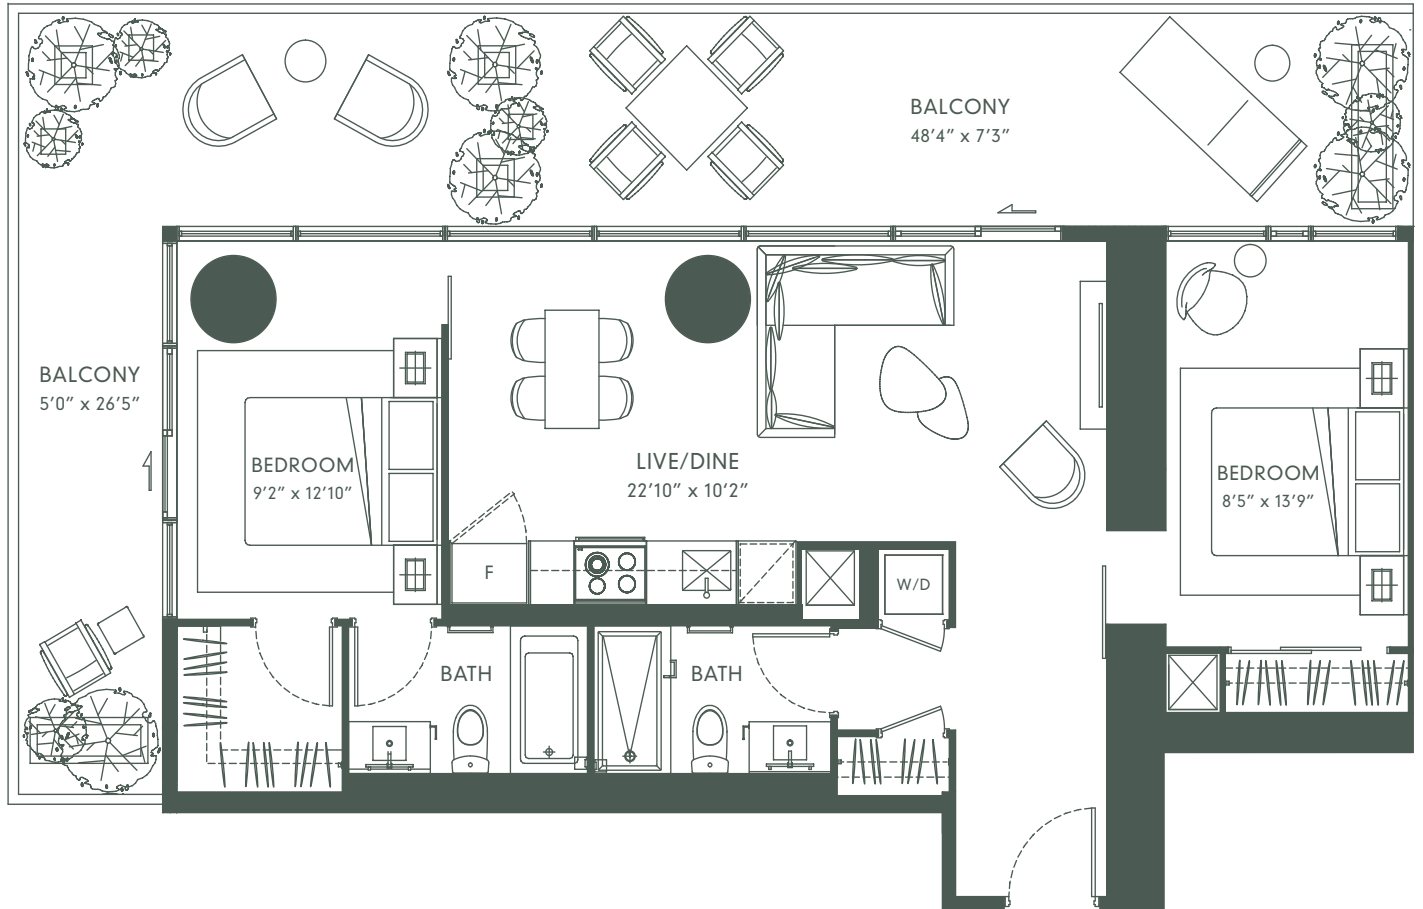 BALCONY
48'4" x 7'3"
BALCONY
5'0" x 26'5"
BEDROOM
9'2" x 12'10"
LIVE/DINE
22'10" x 10'2"
BEDROOM
8'5" x 13'9"
F
W/D
BATH
BATH